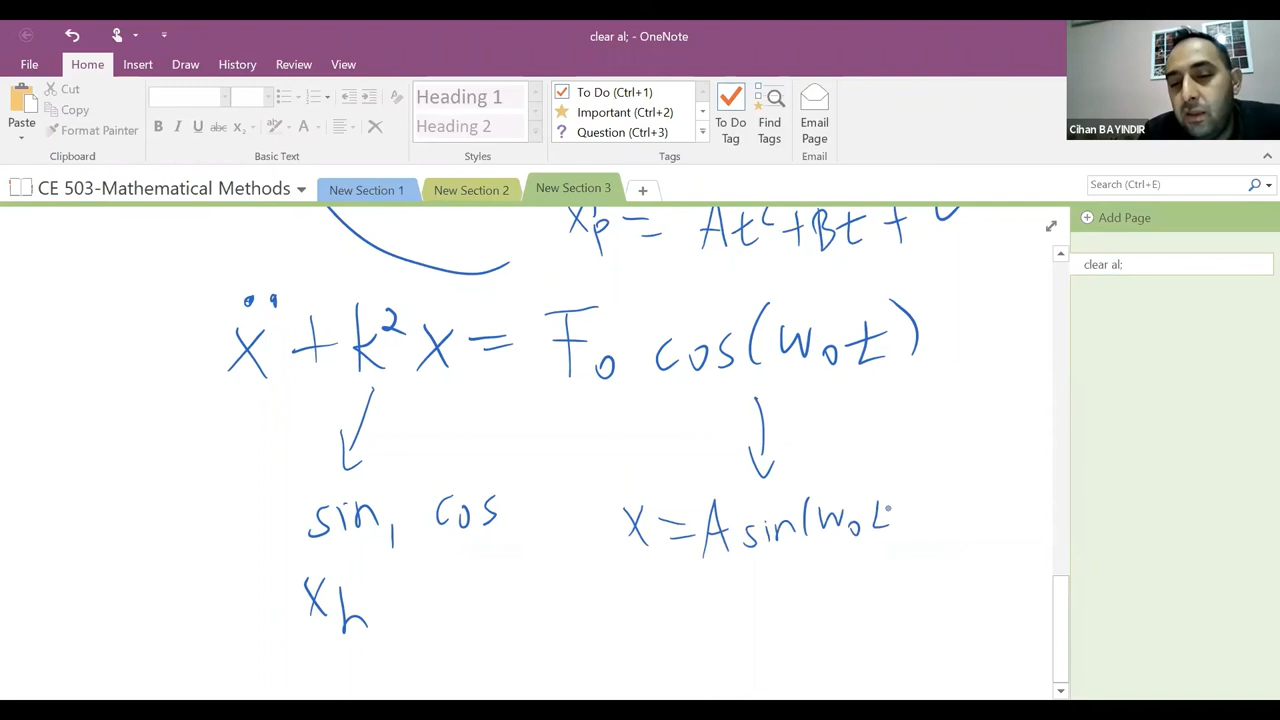 clear al; - OneNote
File Home Insert Draw History Review View
Cut
Copy
Format Painter
Paste
Clipboard
B I U abc X₂ A
Basic Text
Heading 1
Heading 2
Styles
To Do (Ctrl+1)
Important (Ctrl+2)
? Question (Ctrl+3)
Tags
To Do Tag
Find Tags
Email Page
Email
Cihan BAYINDIR
CE 503-Mathematical Methods
New Section 1
New Section 2
New Section 3
Search (Ctrl+E)
Add Page
clear al;
x_p = At² + Bt + C
ẍ + k² x = F₀ cos(w₀t)
sin, cos
x = A sin(w₀t
x_h